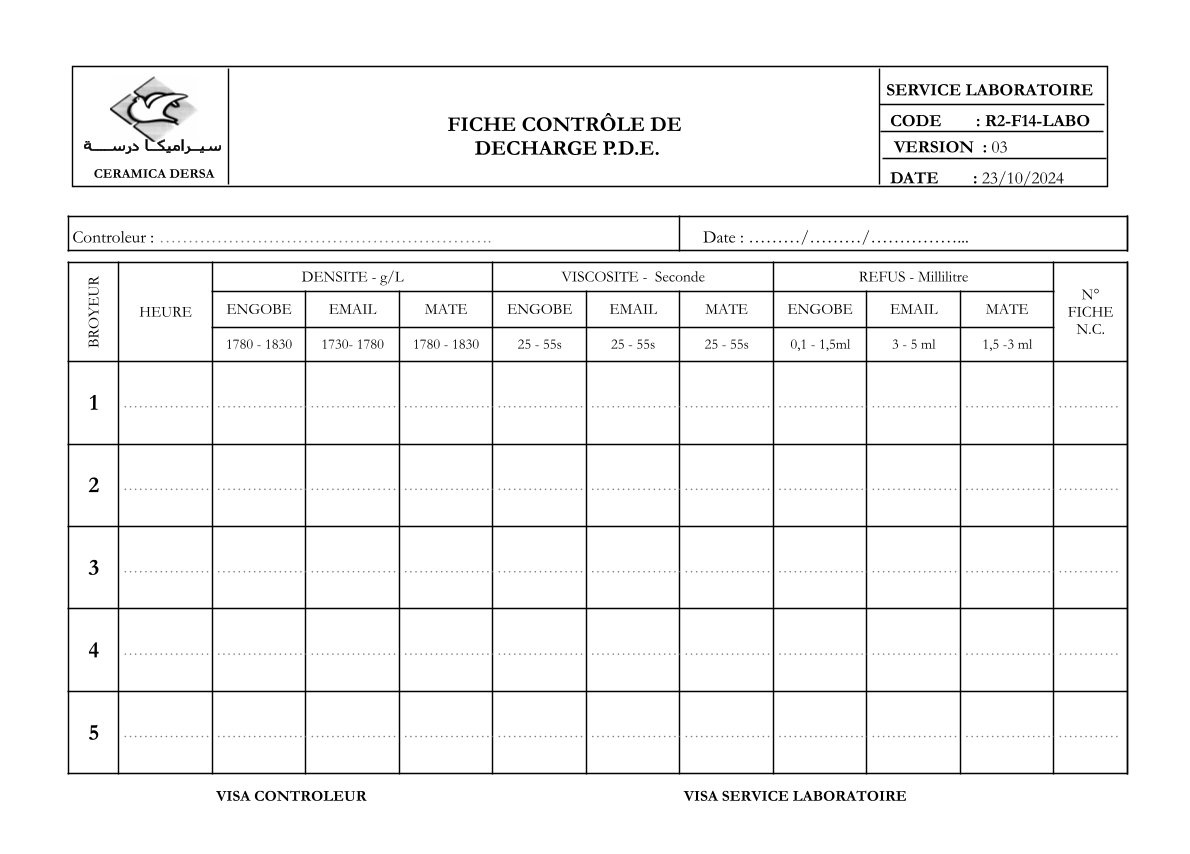 سيراميكا درسة
CERAMICA DERSA
FICHE CONTRÔLE DE
DECHARGE P.D.E.
SERVICE LABORATOIRE
CODE : R2-F14-LABO
VERSION : 03
DATE : 23/10/2024
Controleur : ………………………………………………….
Date : ………/………/……………...
BROYEUR
HEURE
DENSITE - g/L
VISCOSITE - Seconde
REFUS - Millilitre
N°
FICHE
N.C.
ENGOBE EMAIL MATE ENGOBE EMAIL MATE ENGOBE EMAIL MATE
1780 - 1830 1730- 1780 1780 - 1830 25 - 55s 25 - 55s 25 - 55s 0,1 - 1,5ml 3 - 5 ml 1,5 -3 ml
1
2
3
4
5
VISA CONTROLEUR
VISA SERVICE LABORATOIRE